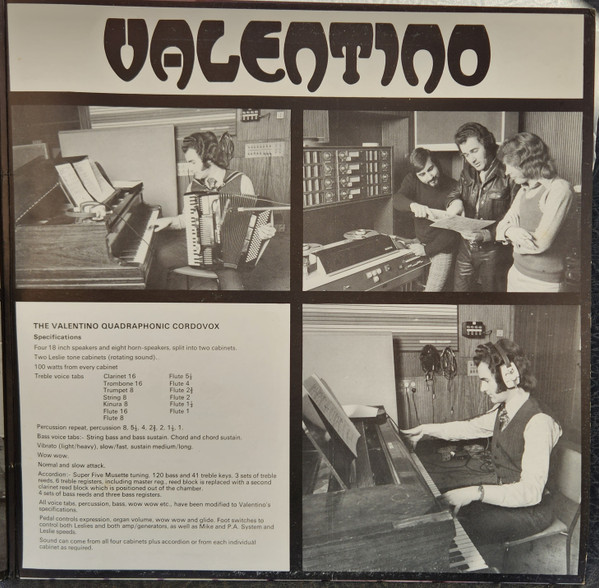 VALENTINO
THE VALENTINO QUADRAPHONIC CORDOVOX
Specifications
Four 18 inch speakers and eight horn-speakers, split into two cabinets.
Two Leslie tone cabinets (rotating sound).
100 watts from every cabinet
Treble voice tabs Clarinet 16 Flute 5⅓
Trombone 16 Flute 4
Trumpet 8 Flute 2⅔
String 8 Flute 2
Kinura 8 Flute 1⅓
Flute 16 Flute 1
Flute 8
Percussion repeat, percussion 8, 5⅓, 4, 2⅔, 2, 1⅓, 1.
Bass voice tabs:- String bass and bass sustain. Chord and chord sustain.
Vibrato (light/heavy), slow/fast, sustain medium/long.
Wow wow.
Normal and slow attack.
Accordion:- Super Five Musette tuning. 120 bass and 41 treble keys. 3 sets of treble
reeds, 6 treble registers, including master reg., reed block is replaced with a second
clarinet reed block which is positioned out of the chamber.
4 sets of bass reeds and three bass registers.
All voice tabs, percussion, bass, wow wow etc., have been modified to Valentino's
specifications.
Pedal controls expression, organ volume, wow wow and glide. Foot switches to
control both Leslies and both amp/generators, as well as Mike and P.A. System and
Leslie speeds.
Sound can come from all four cabinets plus accordion or from each individual
cabinet as required.